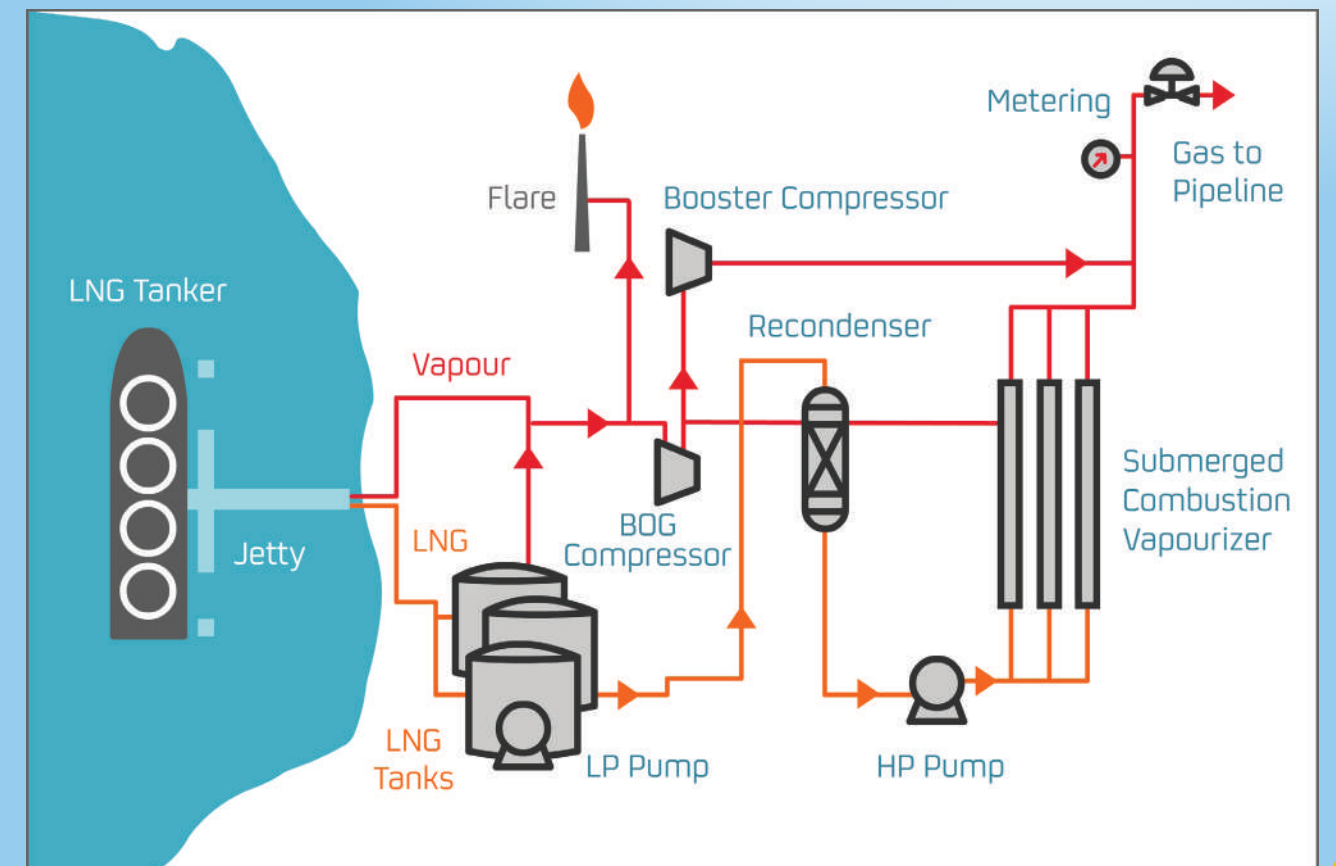 Metering
Gas to
Pipeline
Flare
Booster Compressor
LNG Tanker
Recondenser
Vapour
Submerged
Combustion
Vapourizer
BOG
Compressor
LNG
Jetty
LNG
Tanks
LP Pump
HP Pump